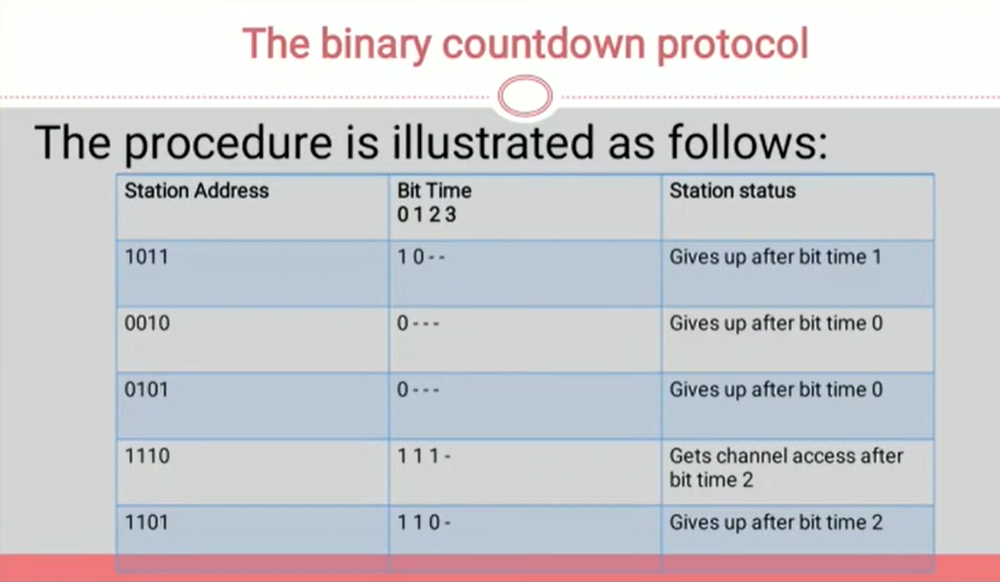 The binary countdown protocol
The procedure is illustrated as follows:
Station Address
Bit Time
0 1 2 3
Station status
1011
1 0 - -
Gives up after bit time 1
0010
0 - - -
Gives up after bit time 0
0101
0 - - -
Gives up after bit time 0
1110
1 1 1 -
Gets channel access after
bit time 2
1101
1 1 0 -
Gives up after bit time 2